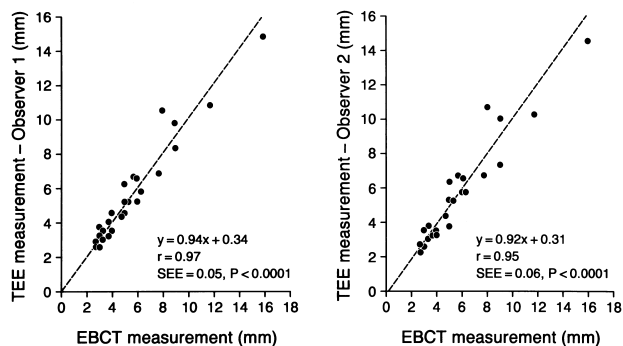 TEE measurement – Observer 1 (mm)
16
14
12
10
8
6
4
2
0
y = 0.94x + 0.34
r = 0.97
SEE = 0.05, P < 0.0001
0 2 4 6 8 10 12 14 16 18
EBCT measurement (mm)
TEE measurement – Observer 2 (mm)
16
14
12
10
8
6
4
2
0
y = 0.92x + 0.31
r = 0.95
SEE = 0.06, P < 0.0001
0 2 4 6 8 10 12 14 16 18
EBCT measurement (mm)